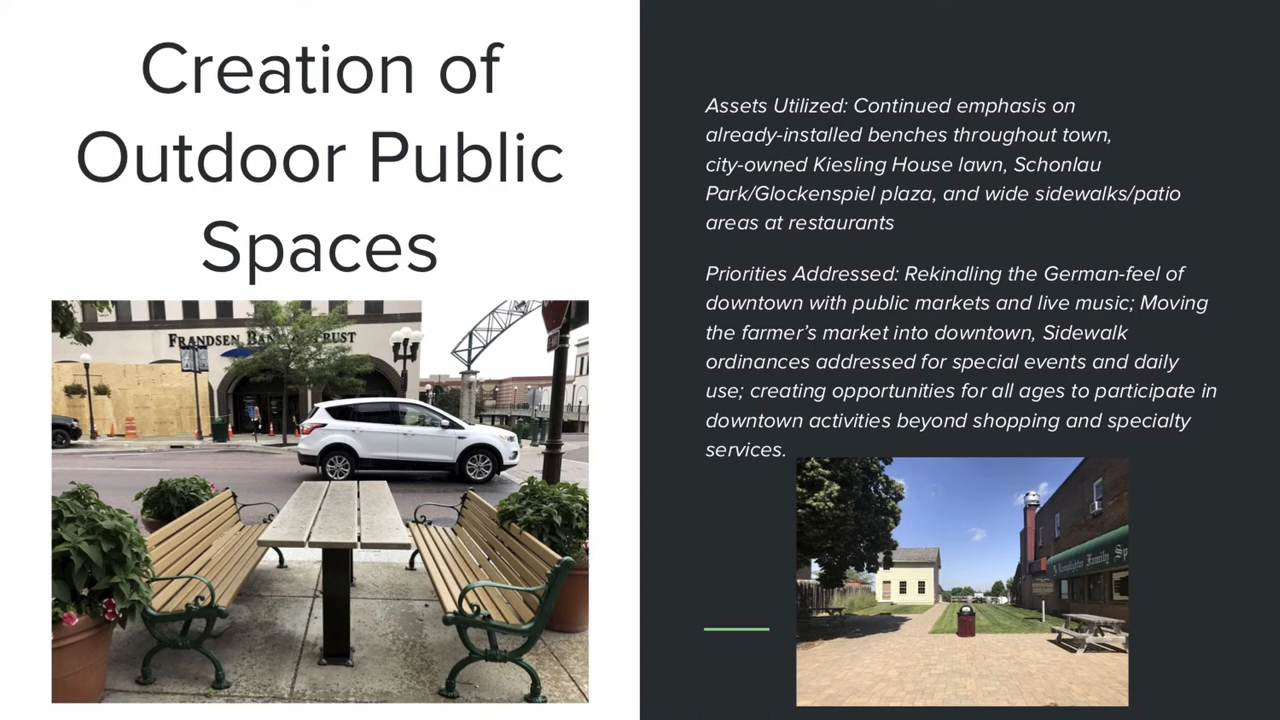 Creation of
Outdoor Public
Spaces
FRANDSEN BANK & TRUST
Assets Utilized: Continued emphasis on
already-installed benches throughout town,
city-owned Kiesling House lawn, Schonlau
Park/Glockenspiel plaza, and wide sidewalks/patio
areas at restaurants
Priorities Addressed: Rekindling the German-feel of
downtown with public markets and live music; Moving
the farmer’s market into downtown, Sidewalk
ordinances addressed for special events and daily
use; creating opportunities for all ages to participate in
downtown activities beyond shopping and specialty
services.
Lamplighter Family Sp